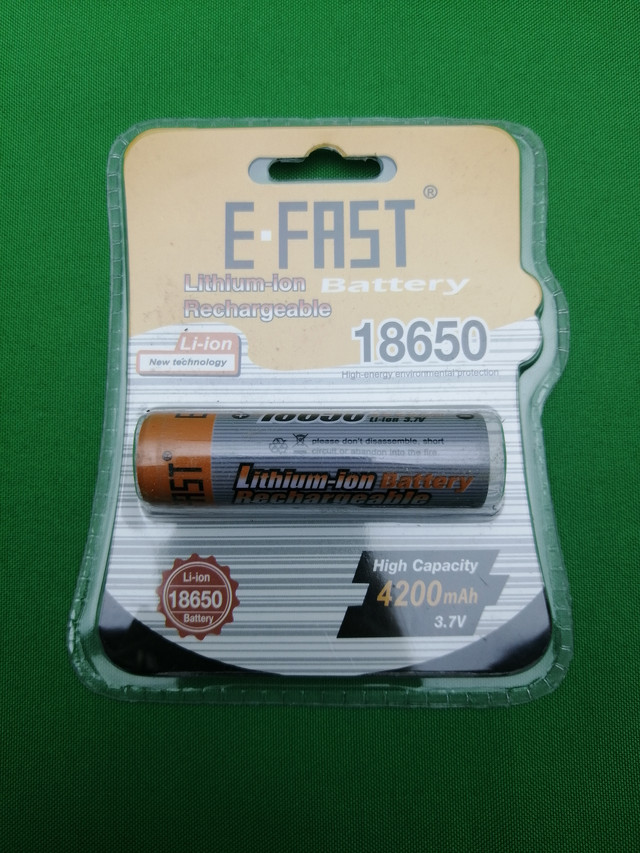 E·FAST®
Lithium-ion Battery
Rechargeable
18650
High-energy environmental protection
Li-ion
New technology
E
18650 Li-ion 3.7V
please don't disassemble, short
circuit or abandon into the fire
AST®
Lithium-ion Battery
Rechargeable
High Capacity
4200mAh
3.7V
Li-ion
18650
Battery